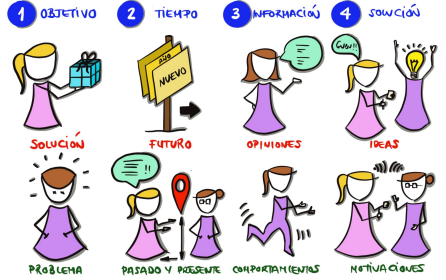 1 OBJETIVO
2 TIEMPO
3 INFORMACIÓN
4 SOLUCIÓN
AÑO
NUEVO
GUAU!!
!!
SOLUCIÓN
FUTURO
OPINIONES
IDEAS
!!
PROBLEMA
PASADO Y PRESENTE
COMPORTAMIENTOS
MOTIVACIONES